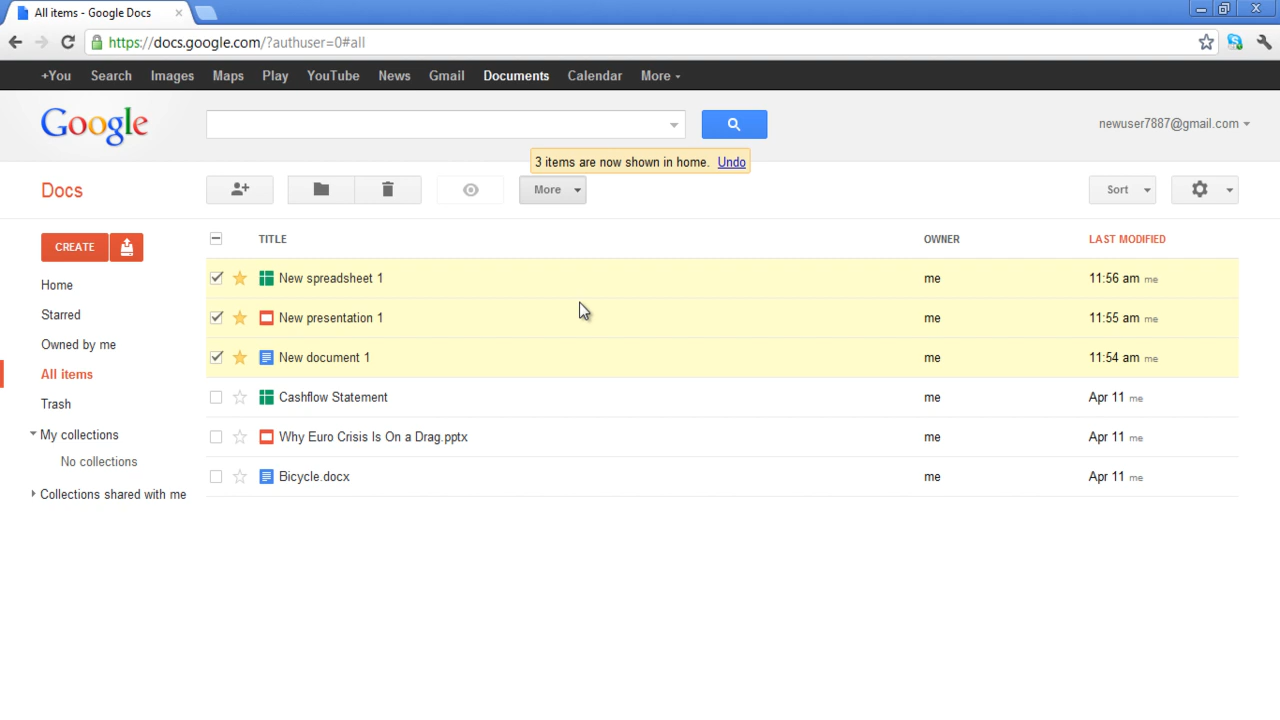 All items - Google Docs
https://docs.google.com/?authuser=0#all
+You Search Images Maps Play YouTube News Gmail Documents Calendar More
Google
newuser7887@gmail.com
3 items are now shown in home. Undo
Docs
More
Sort
CREATE
Home
Starred
Owned by me
All items
Trash
My collections
No collections
Collections shared with me
TITLE OWNER LAST MODIFIED
New spreadsheet 1 me 11:56 am me
New presentation 1 me 11:55 am me
New document 1 me 11:54 am me
Cashflow Statement me Apr 11 me
Why Euro Crisis Is On a Drag.pptx me Apr 11 me
Bicycle.docx me Apr 11 me